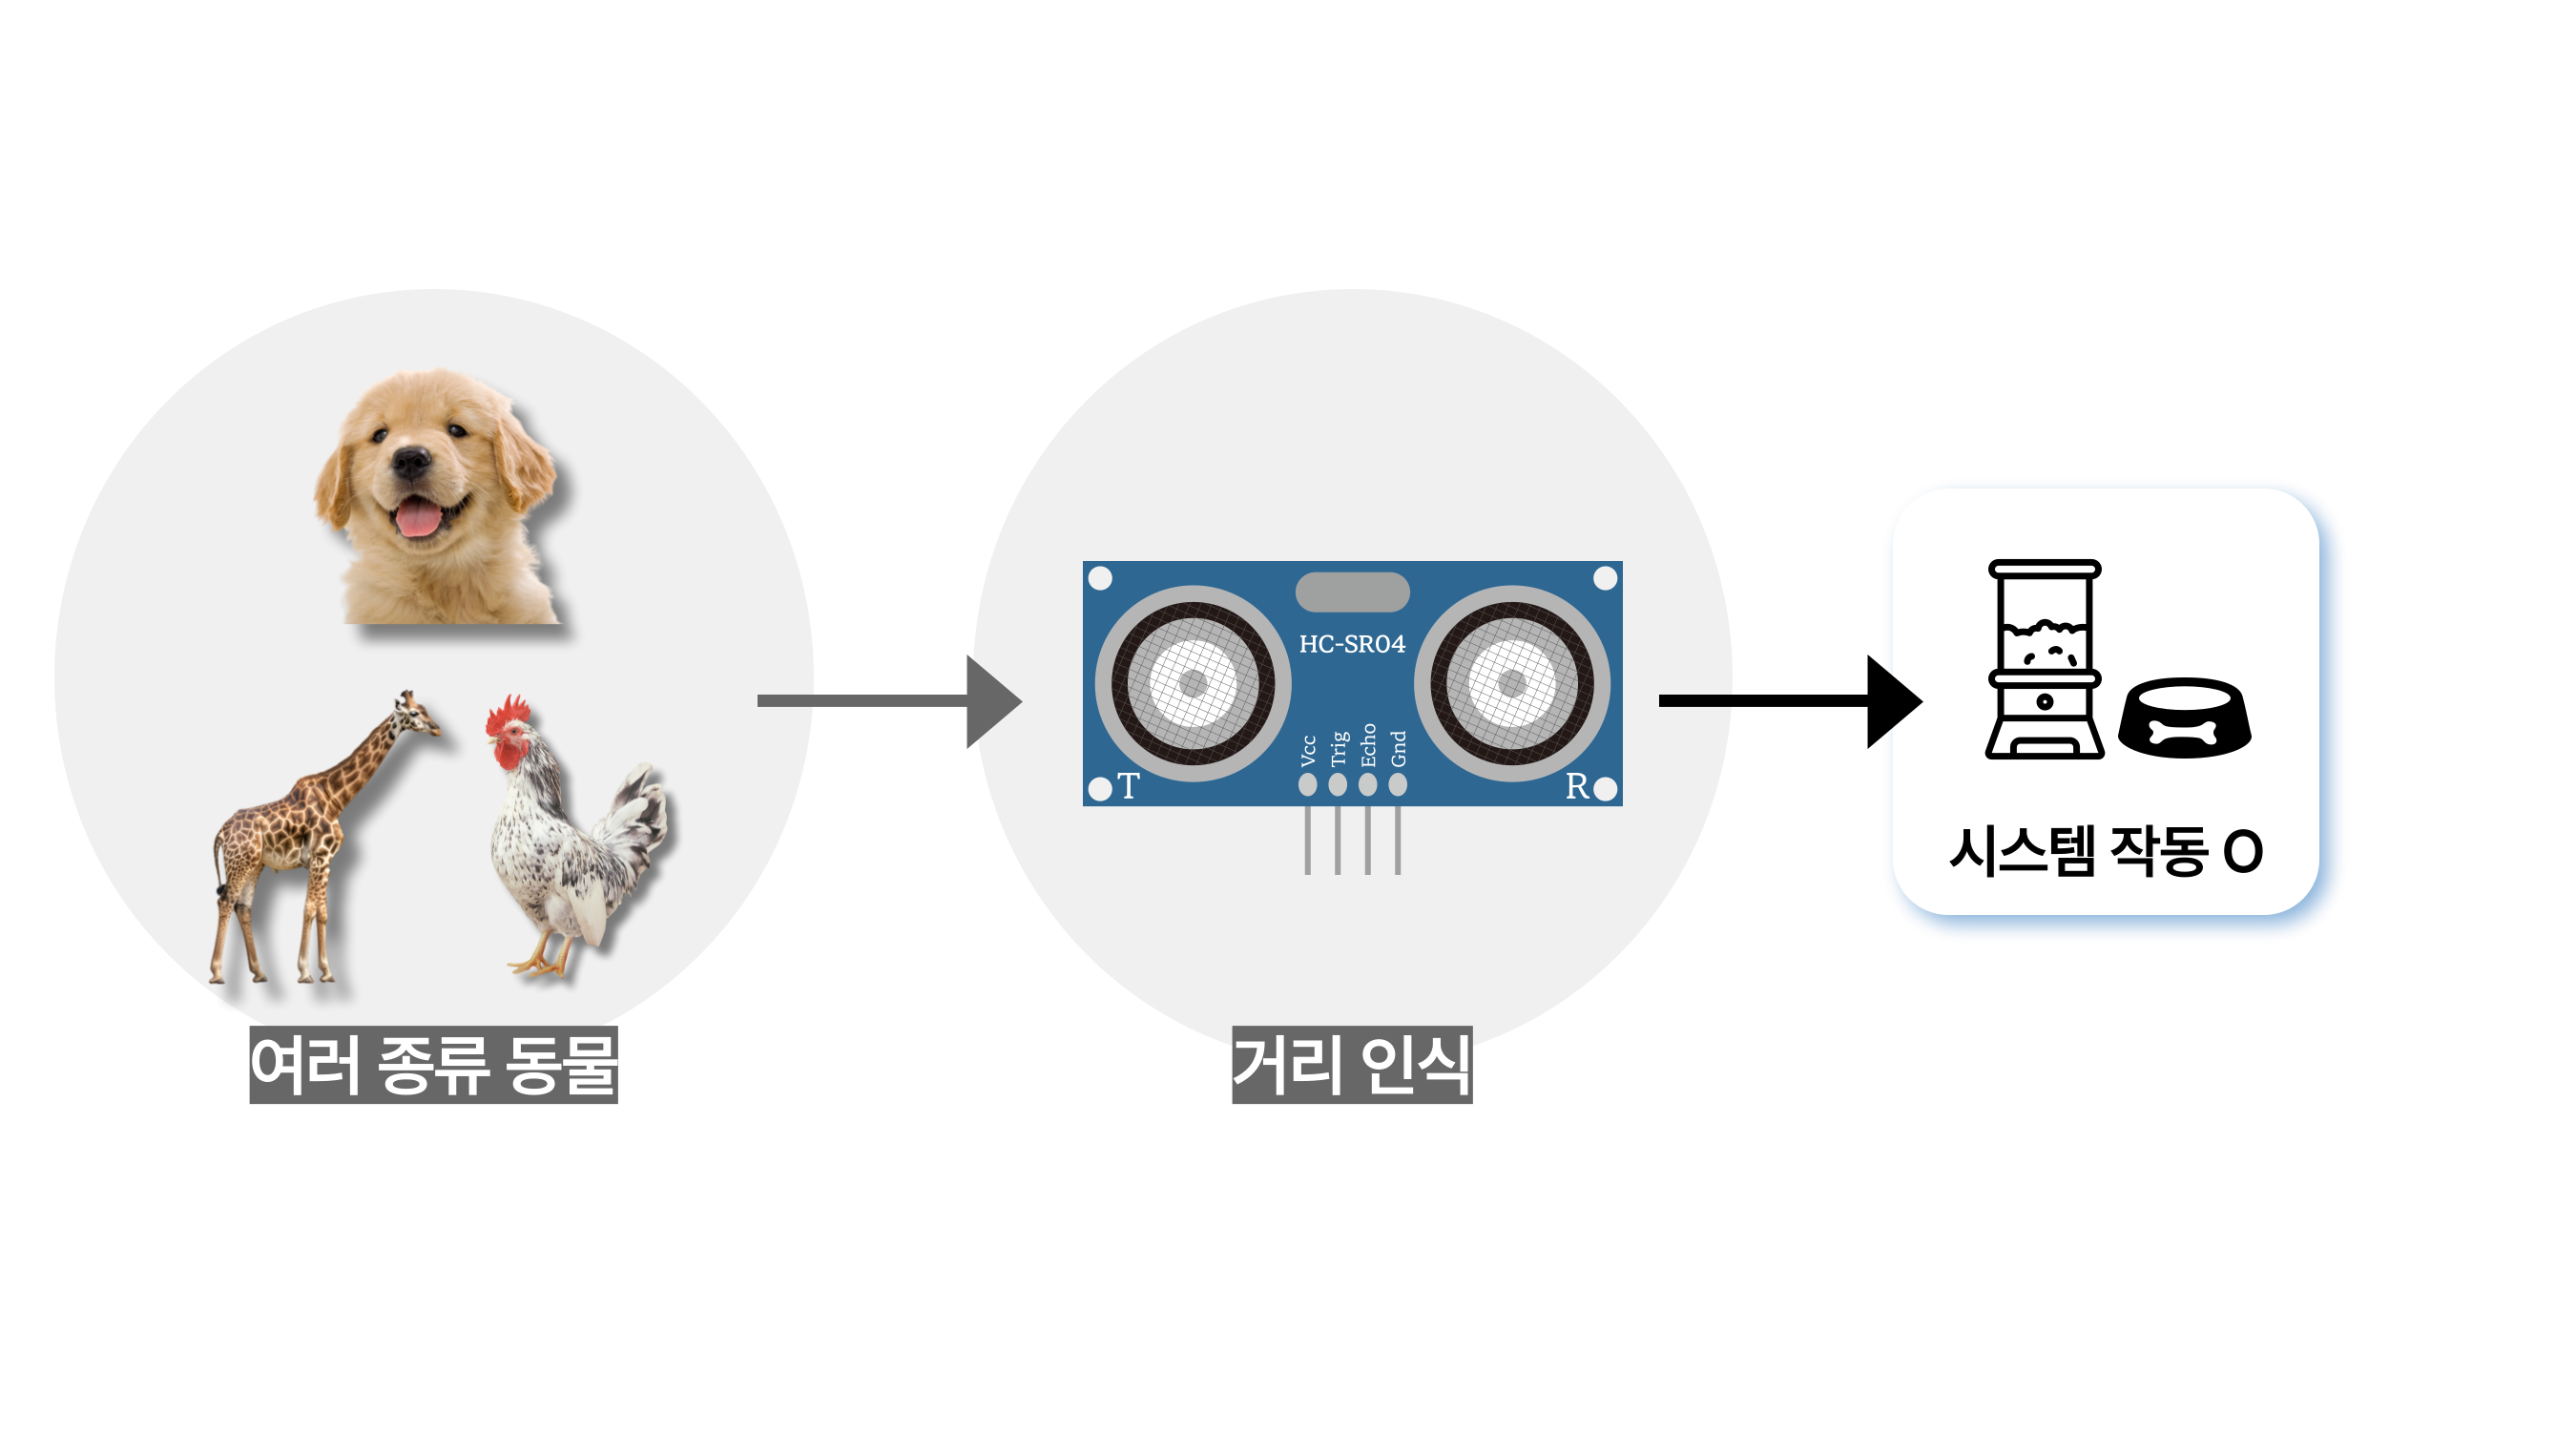 HC-SR04
Vcc
Trig
Echo
Gnd
T
R
시스템 작동 O
여러 종류 동물
거리 인식